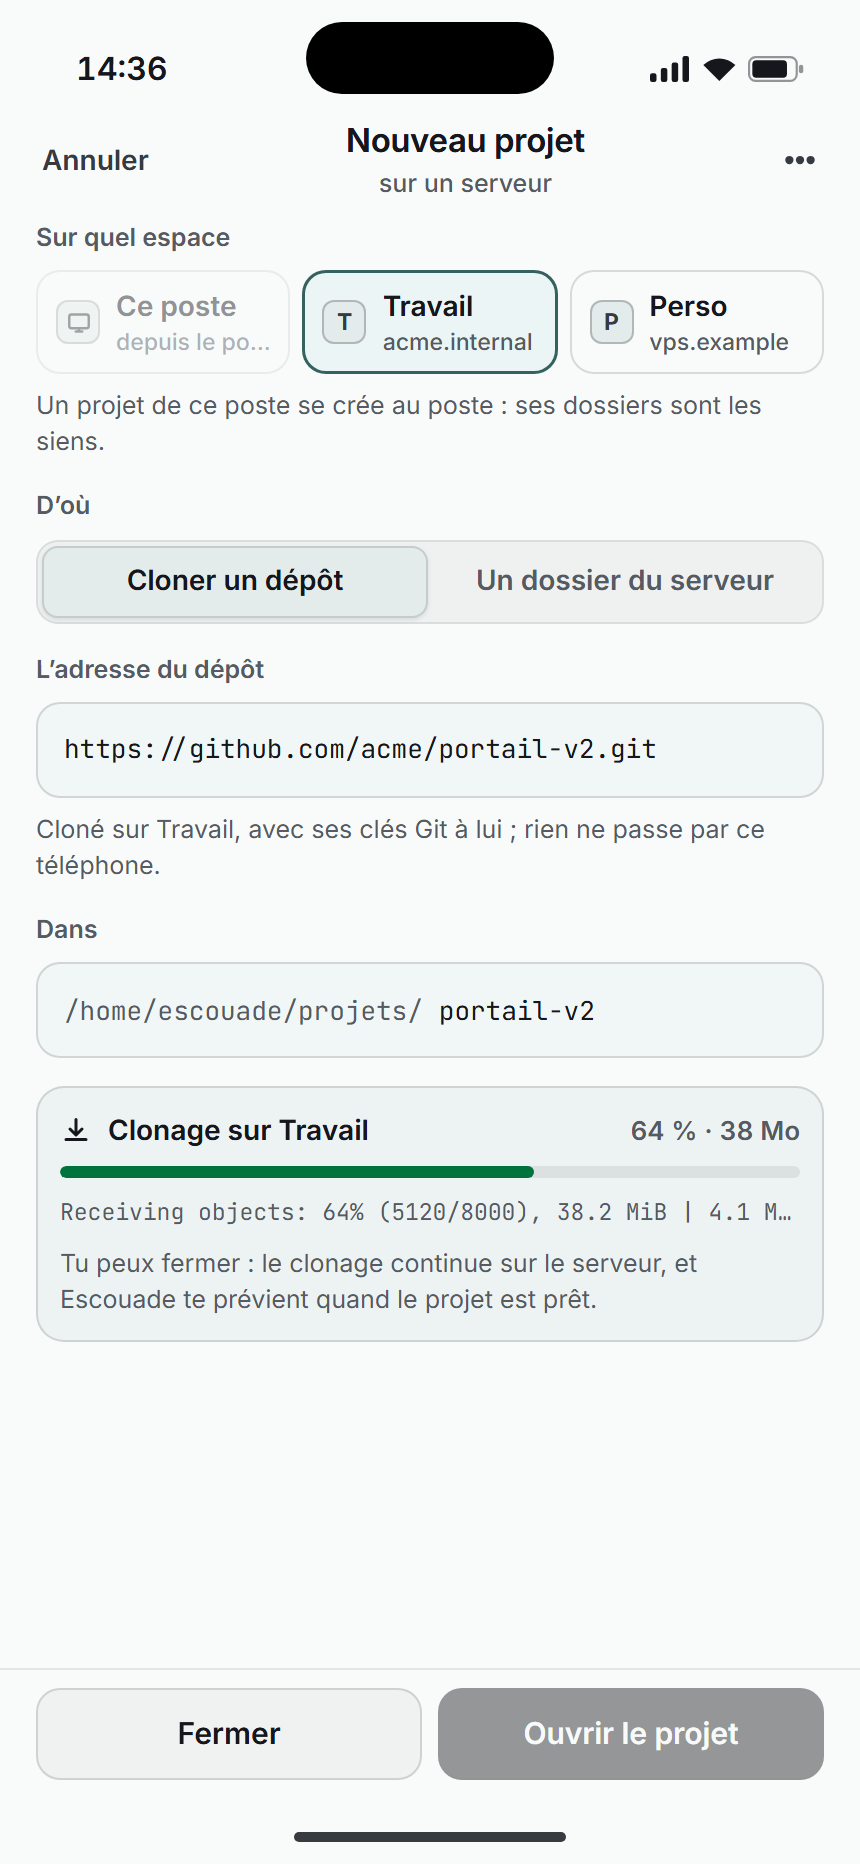 14:36
Annuler
Nouveau projet
sur un serveur
Sur quel espace
Ce poste
depuis le po…
T
Travail
acme.internal
P
Perso
vps.example
Un projet de ce poste se crée au poste : ses dossiers sont les
siens.
D’où
Cloner un dépôt
Un dossier du serveur
L’adresse du dépôt
https://github.com/acme/portail-v2.git
Cloné sur Travail, avec ses clés Git à lui ; rien ne passe par ce
téléphone.
Dans
/home/escouade/projets/ portail-v2
Clonage sur Travail
64 % · 38 Mo
Receiving objects: 64% (5120/8000), 38.2 MiB | 4.1 M…
Tu peux fermer : le clonage continue sur le serveur, et
Escouade te prévient quand le projet est prêt.
Fermer
Ouvrir le projet